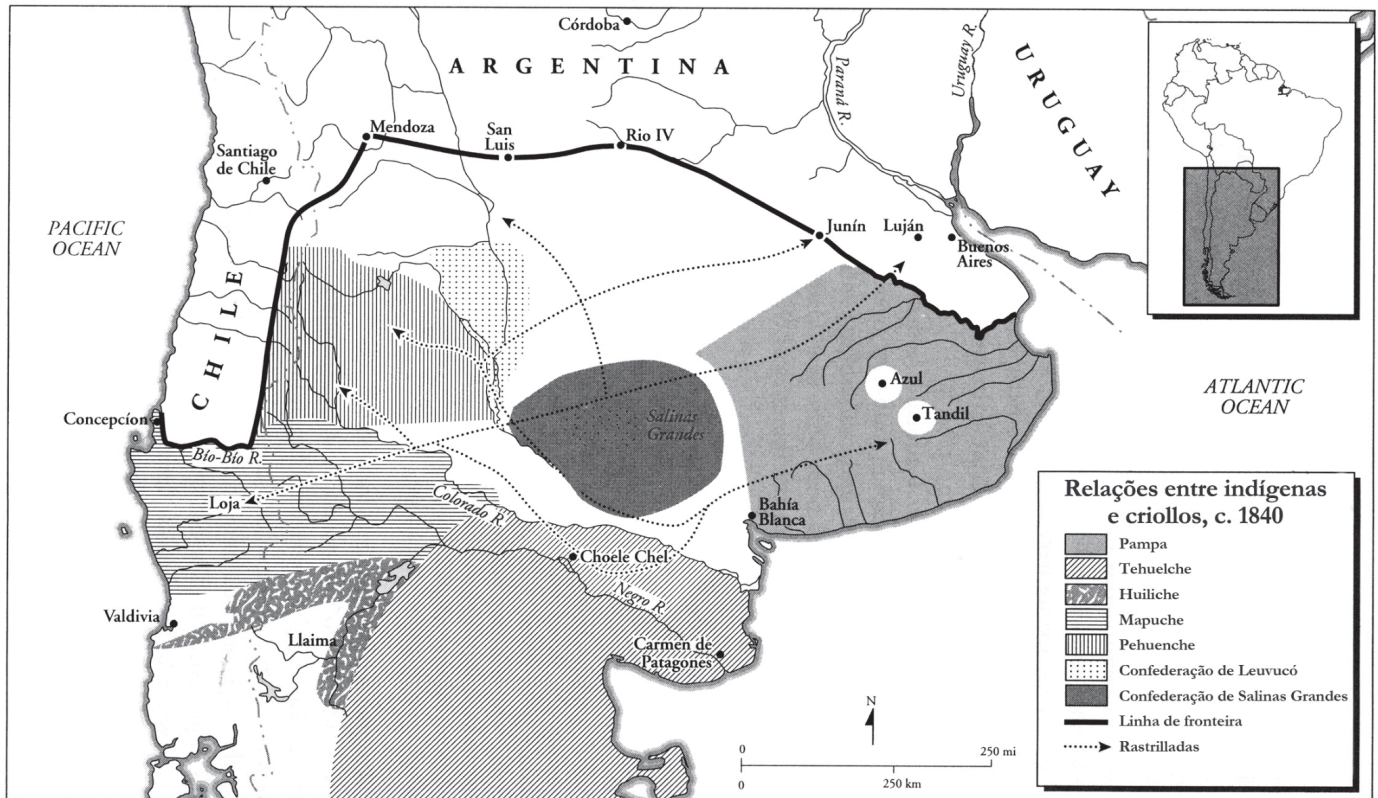 Córdoba
ARGENTINA
Paraná R.
Uruguay R.
URUGUAY
Mendoza
San
Luis
Rio IV
Santiago
de Chile
PACIFIC
OCEAN
Junín
Luján
Buenos
Aires
CHILE
Azul
ATLANTIC
OCEAN
Tandil
Concepcíon
Salinas
Grandes
Bío-Bío R.
Loja
Colorado R.
Bahía
Blanca
Choele Chel
Negro R.
Valdivia
Llaima
Carmen de
Patagones
N
0
250 mi
0
250 km
Relações entre indígenas
e criollos, c. 1840
Pampa
Tehuelche
Huiliche
Mapuche
Pehuenche
Confederação de Leuvucó
Confederação de Salinas Grandes
Linha de fronteira
Rastrilladas